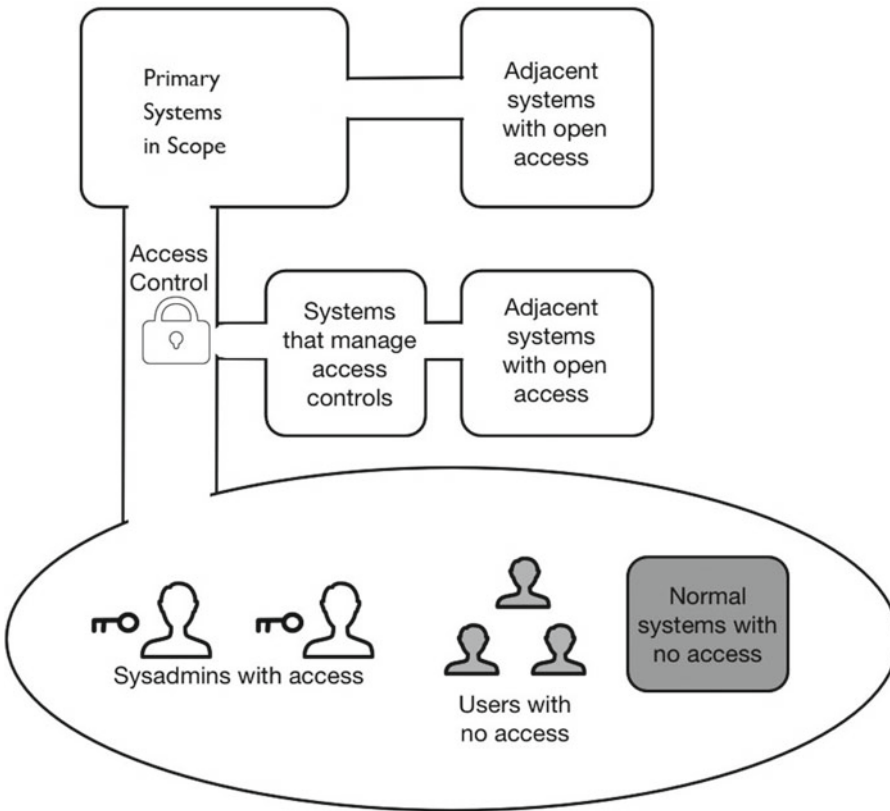 Primary
Systems
in Scope
Adjacent
systems
with open
access
Access
Control
Systems
that manage
access
controls
Adjacent
systems
with open
access
Sysadmins with access
Users with
no access
Normal
systems with
no access